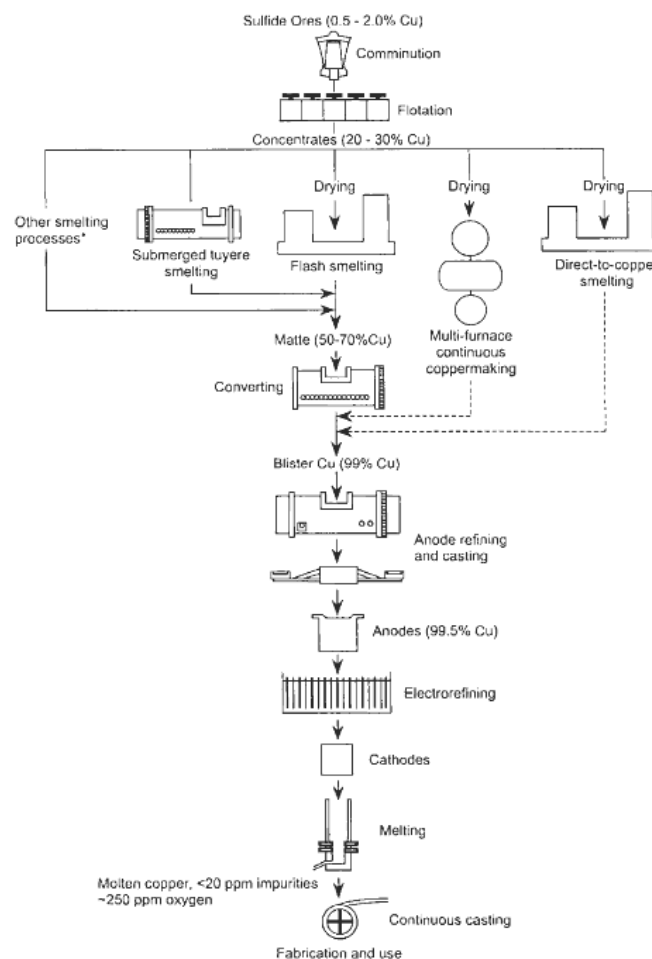 Sulfide Ores (0.5 - 2.0% Cu)
Comminution
Flotation
Concentrates (20 - 30% Cu)
Drying
Drying
Drying
Other smelting
processes*
Submerged tuyere
smelting
Flash smelting
Direct-to-copper
smelting
Multi-furnace
continuous
coppermaking
Matte (50-70%Cu)
Converting
Blister Cu (99% Cu)
Anode refining
and casting
Anodes (99.5% Cu)
Electrorefining
Cathodes
Melting
Molten copper, <20 ppm impurities
~250 ppm oxygen
Continuous casting
Fabrication and use